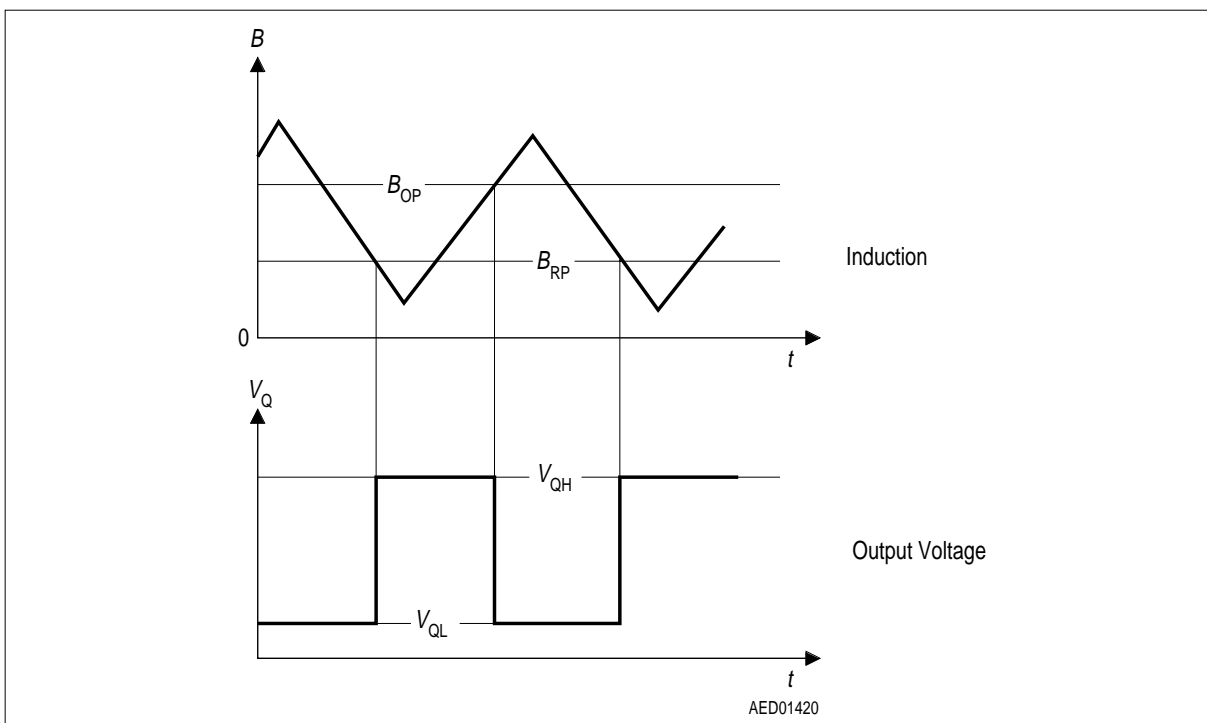 B
B_OP
B_RP
Induction
0
t
V_Q
V_QH
Output Voltage
V_QL
t
AED01420